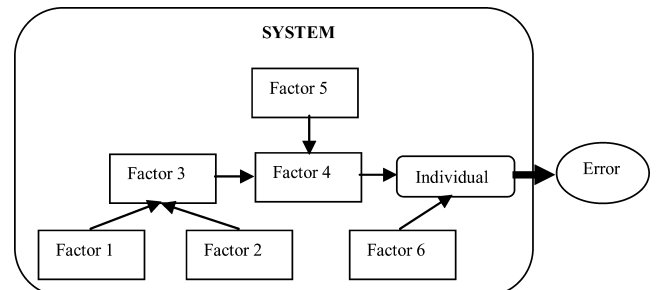 SYSTEM
Factor 5
Factor 3
Factor 4
Individual
Error
Factor 1
Factor 2
Factor 6